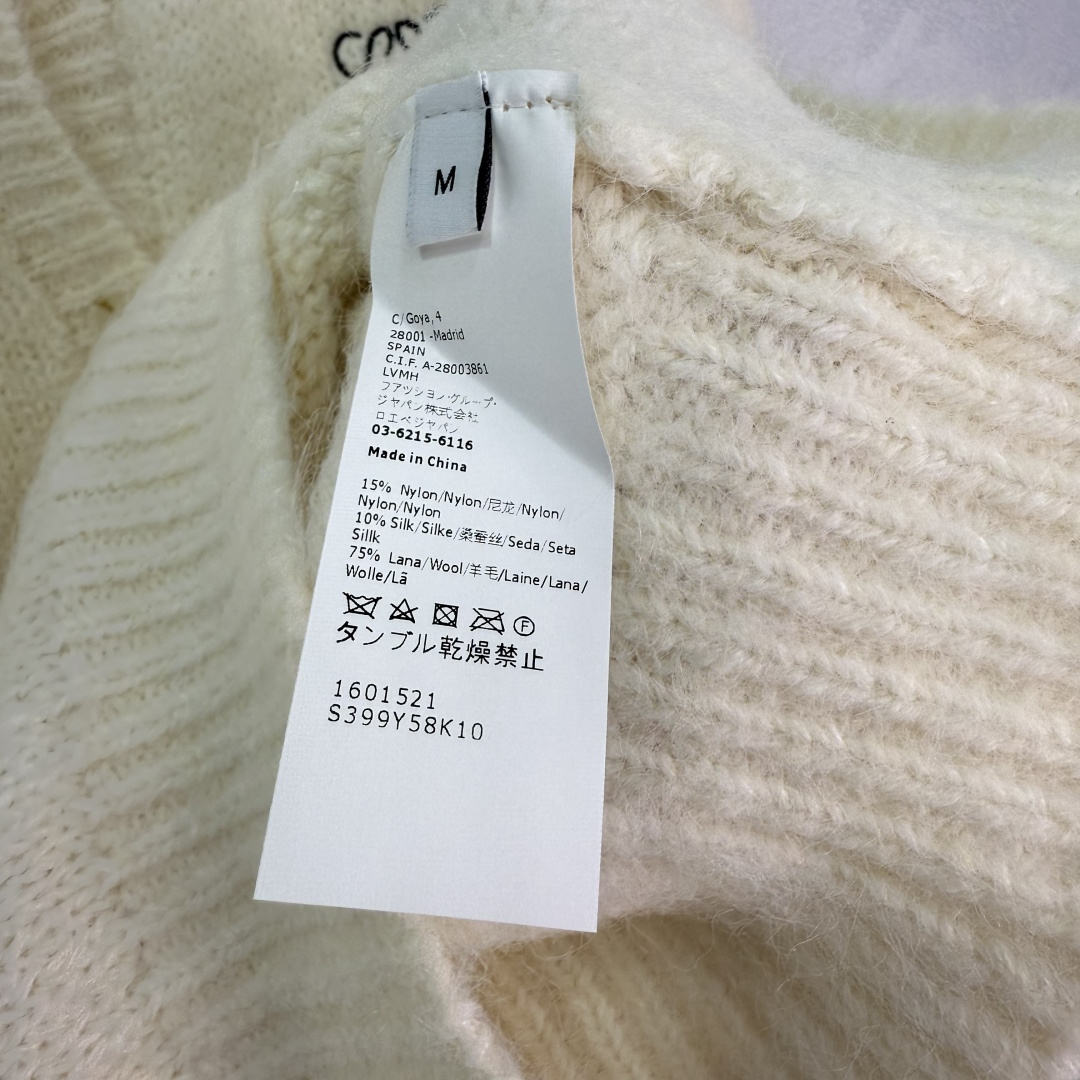 M
C/Goya, 4
28001 -Madrid
SPAIN
C.I.F. A-28003861
LVMH
ファッション・グループ・
ジャパン株式会社
ロエベジャパン
03-6215-6116
Made in China
15% Nylon/Nylon/尼龙/Nylon/
Nylon/Nylon
10% Silk/Silke/桑蚕丝/Seda/Seta
Sillk
75% Lana/Wool/羊毛/Laine/Lana/
Wolle/Lã
F
タンブル乾燥禁止
1601521
S399Y58K10